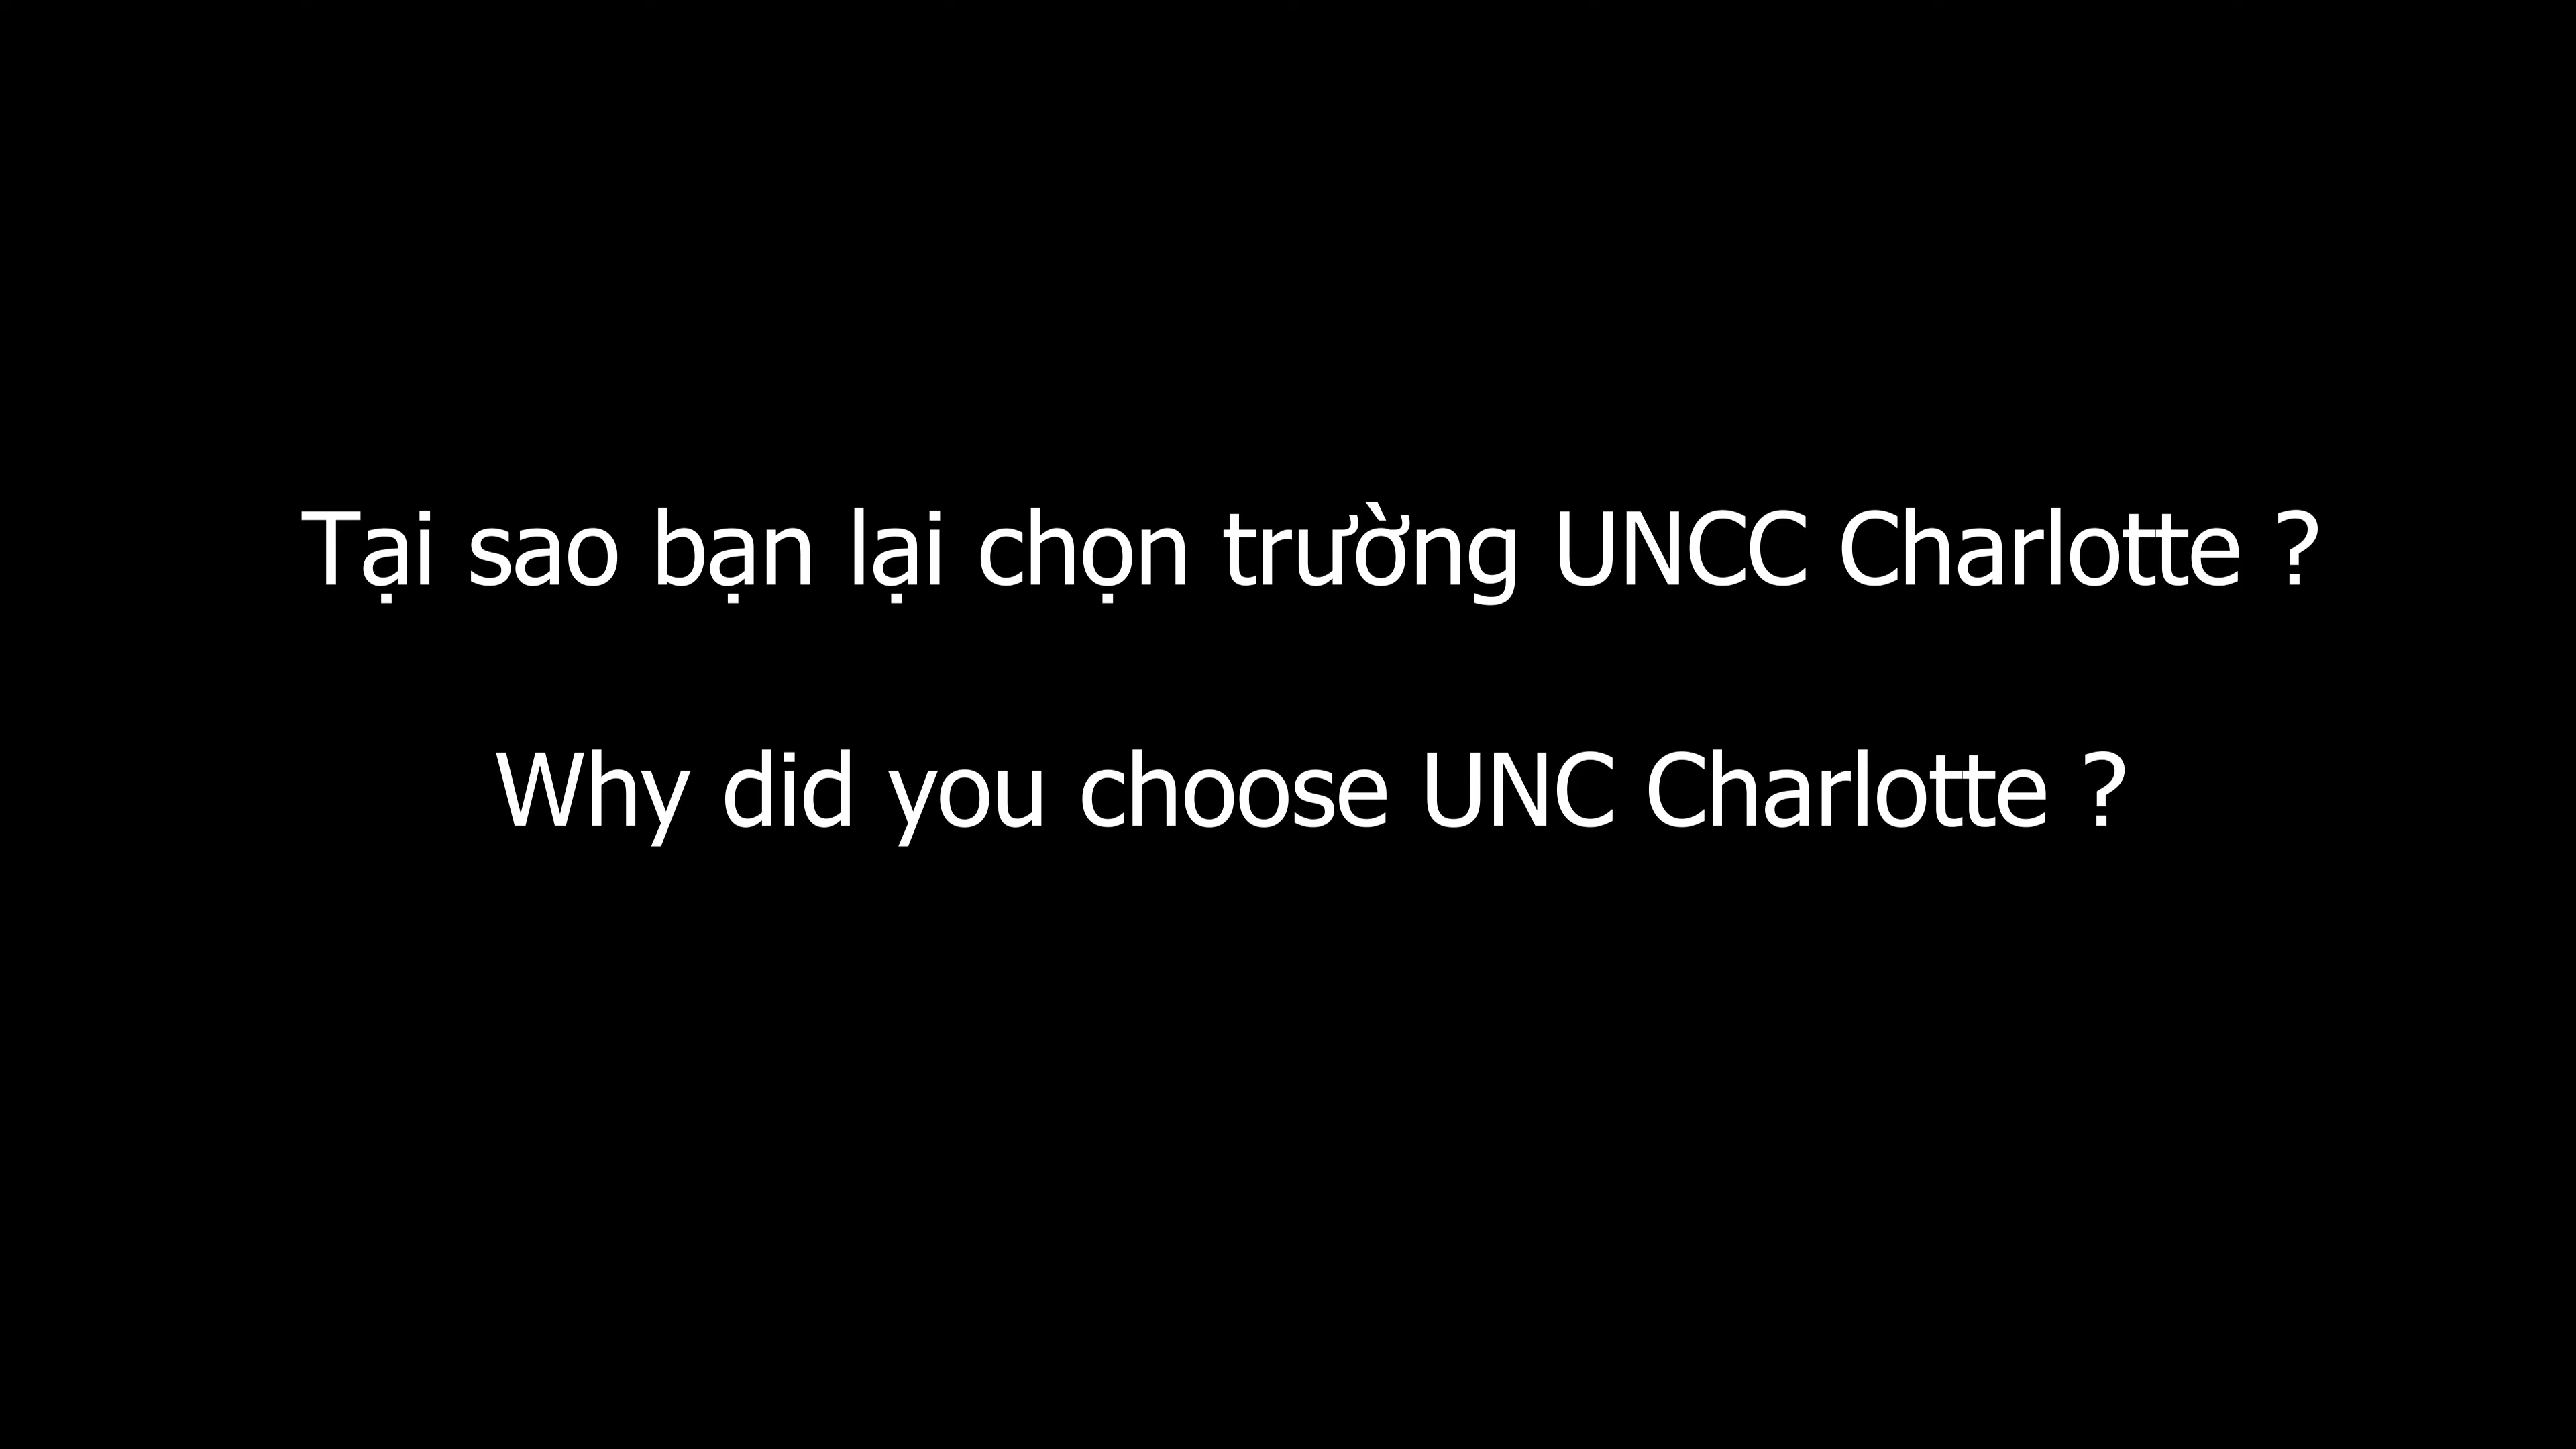 Tại sao bạn lại chọn trường UNCC Charlotte ?
Why did you choose UNC Charlotte ?